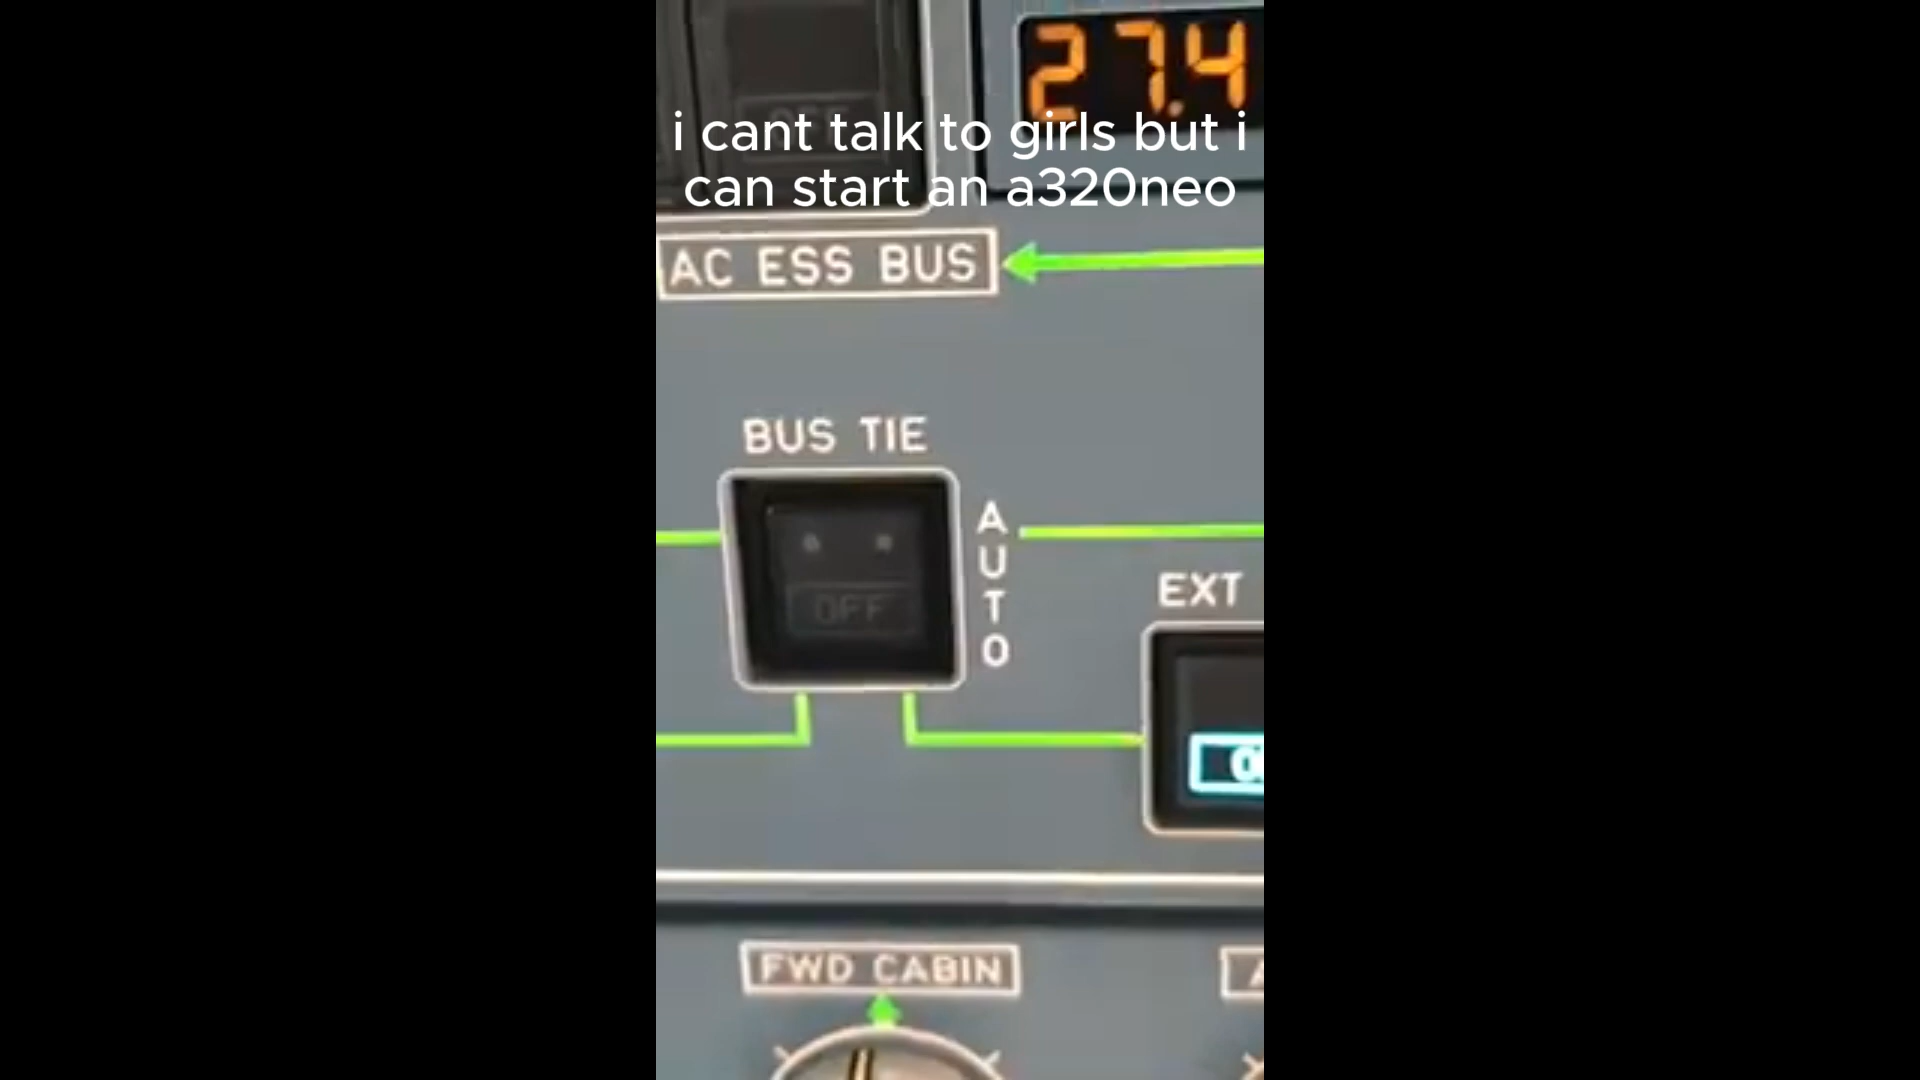 27.4
OFF
i cant talk to girls but i
can start an a320neo
AC ESS BUS
BUS TIE
AUTO
OFF
EXT
FWD CABIN